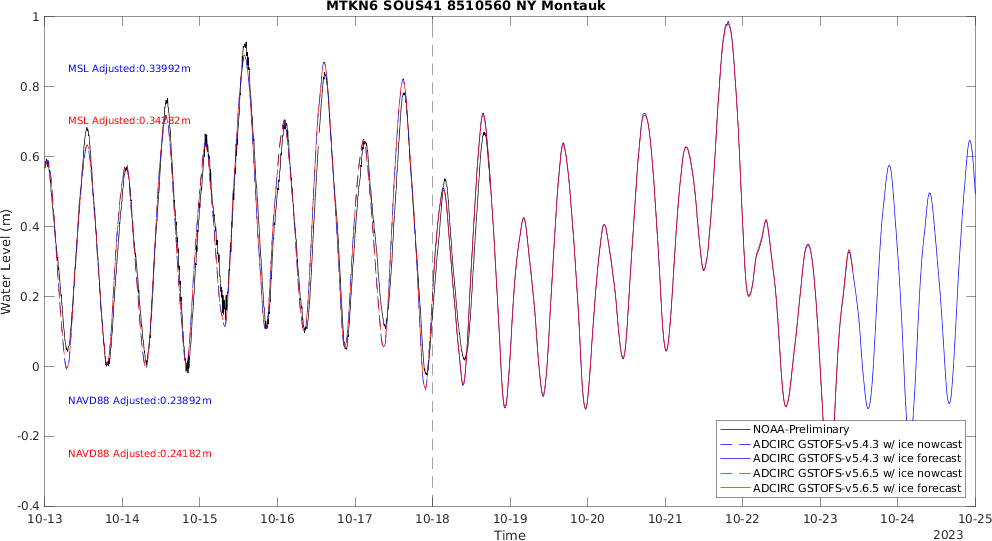 MTKN6 SOUS41 8510560 NY Montauk
1
0.8
0.6
0.4
0.2
0
-0.2
-0.4
Water Level (m)
MSL Adjusted:0.33992m
MSL Adjusted:0.34282m
NAVD88 Adjusted:0.23892m
NAVD88 Adjusted:0.24182m
NOAA-Preliminary
ADCIRC GSTOFS-v5.4.3 w/ ice nowcast
ADCIRC GSTOFS-v5.4.3 w/ ice forecast
ADCIRC GSTOFS-v5.6.5 w/ ice nowcast
ADCIRC GSTOFS-v5.6.5 w/ ice forecast
10-13 10-14 10-15 10-16 10-17 10-18 10-19 10-20 10-21 10-22 10-23 10-24 10-25
Time
2023